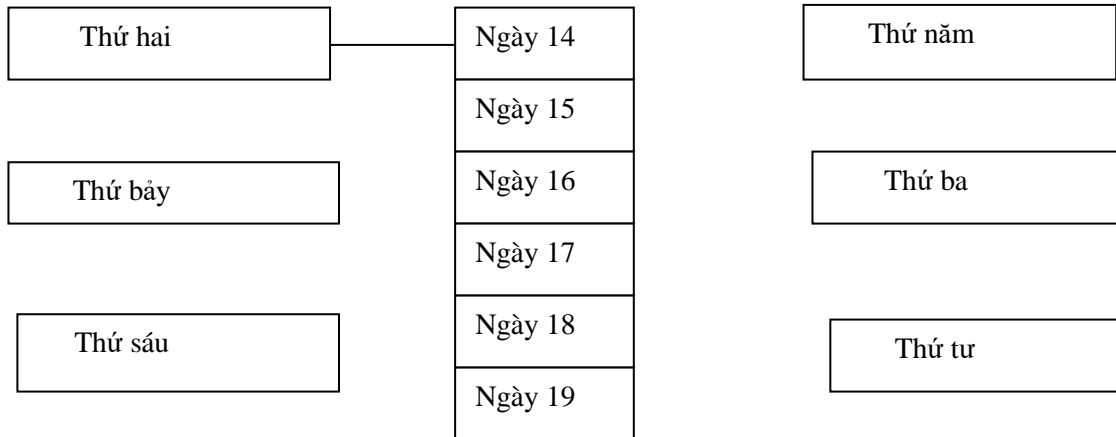 Thứ hai
Ngày 14
Thứ năm
Ngày 15
Thứ bảy
Ngày 16
Thứ ba
Ngày 17
Thứ sáu
Ngày 18
Thứ tư
Ngày 19